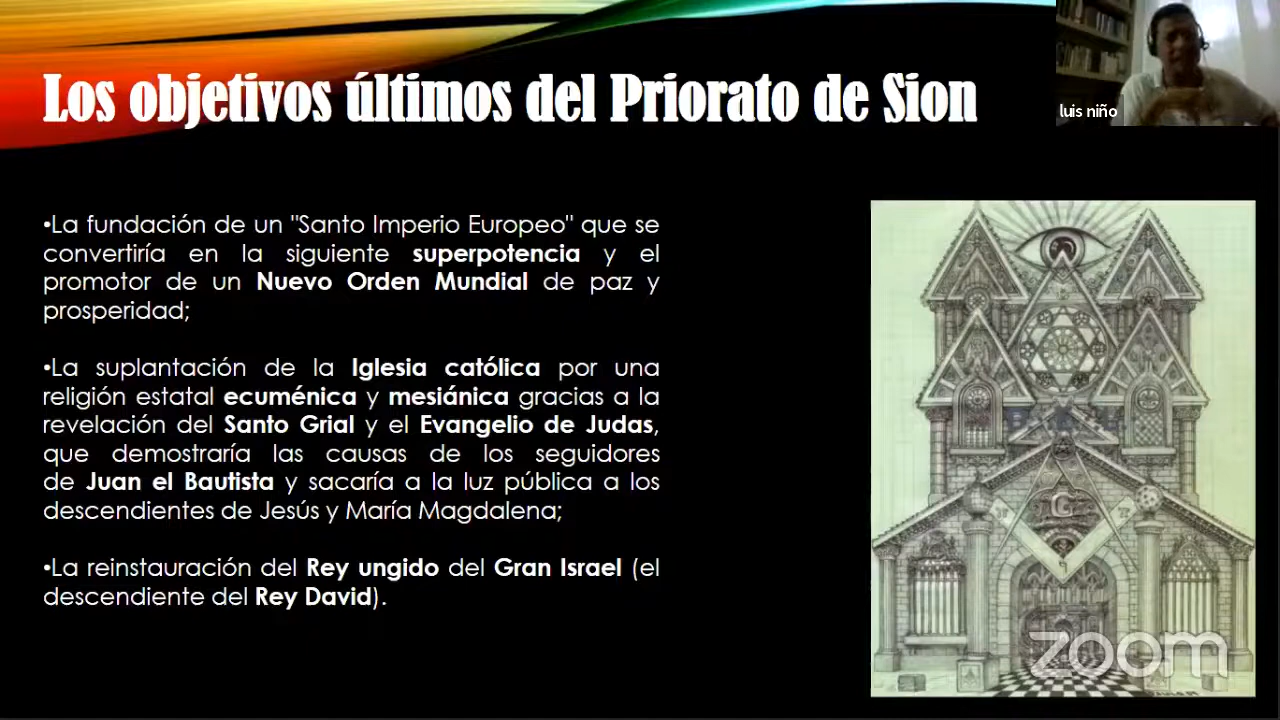 Los objetivos últimos del Priorato de Sion
luis niño
•La fundación de un "Santo Imperio Europeo" que se
convertiría en la siguiente superpotencia y el
promotor de un Nuevo Orden Mundial de paz y
prosperidad;
•La suplantación de la Iglesia católica por una
religión estatal ecuménica y mesiánica gracias a la
revelación del Santo Grial y el Evangelio de Judas,
que demostraría las causas de los seguidores
de Juan el Bautista y sacaría a la luz pública a los
descendientes de Jesús y María Magdalena;
•La reinstauración del Rey ungido del Gran Israel (el
descendiente del Rey David).
G
zoom